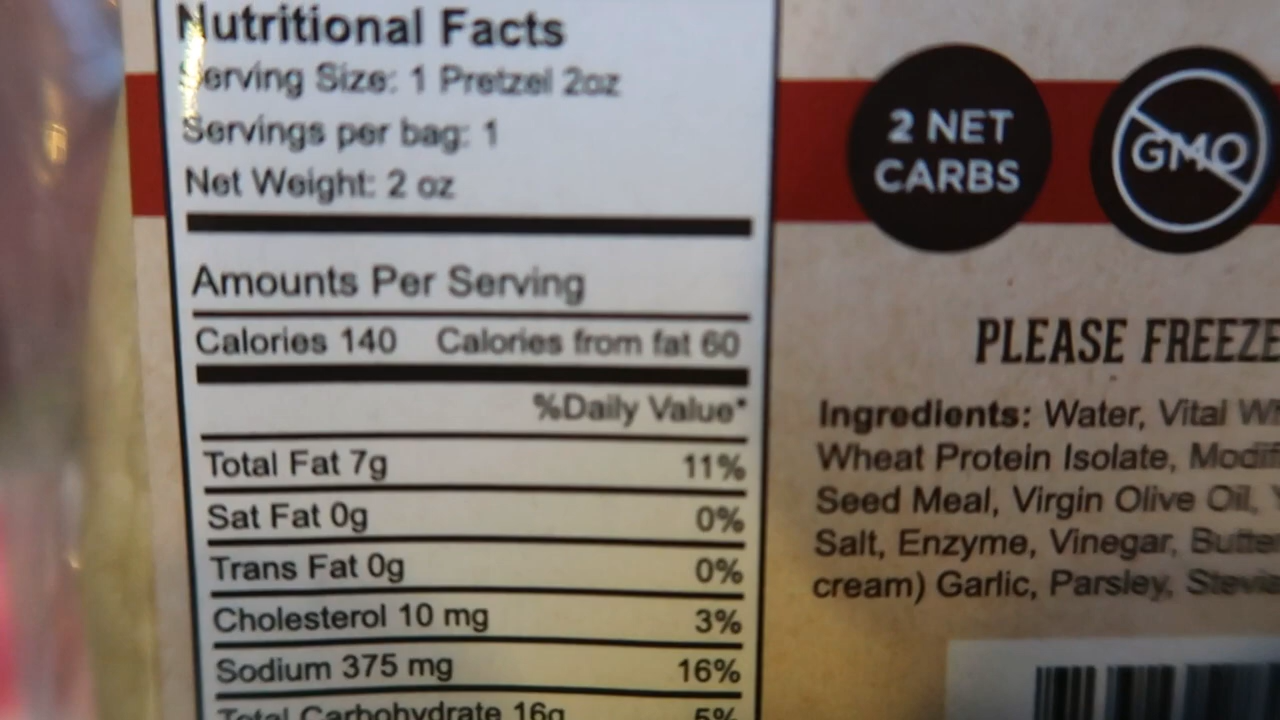 Nutritional Facts
Serving Size: 1 Pretzel 2oz
Servings per bag: 1
Net Weight: 2 oz
Amounts Per Serving
Calories 140 Calories from fat 60
%Daily Value*
Total Fat 7g 11%
Sat Fat 0g 0%
Trans Fat 0g 0%
Cholesterol 10 mg 3%
Sodium 375 mg 16%
Total Carbohydrate 16g 5%
2 NET
CARBS
GMO
PLEASE FREEZE
Ingredients: Water, Vital
Wheat Protein Isolate,
Seed Meal, Virgin Olive Oil,
Salt, Enzyme, Vinegar,
cream) Garlic, Parsley,